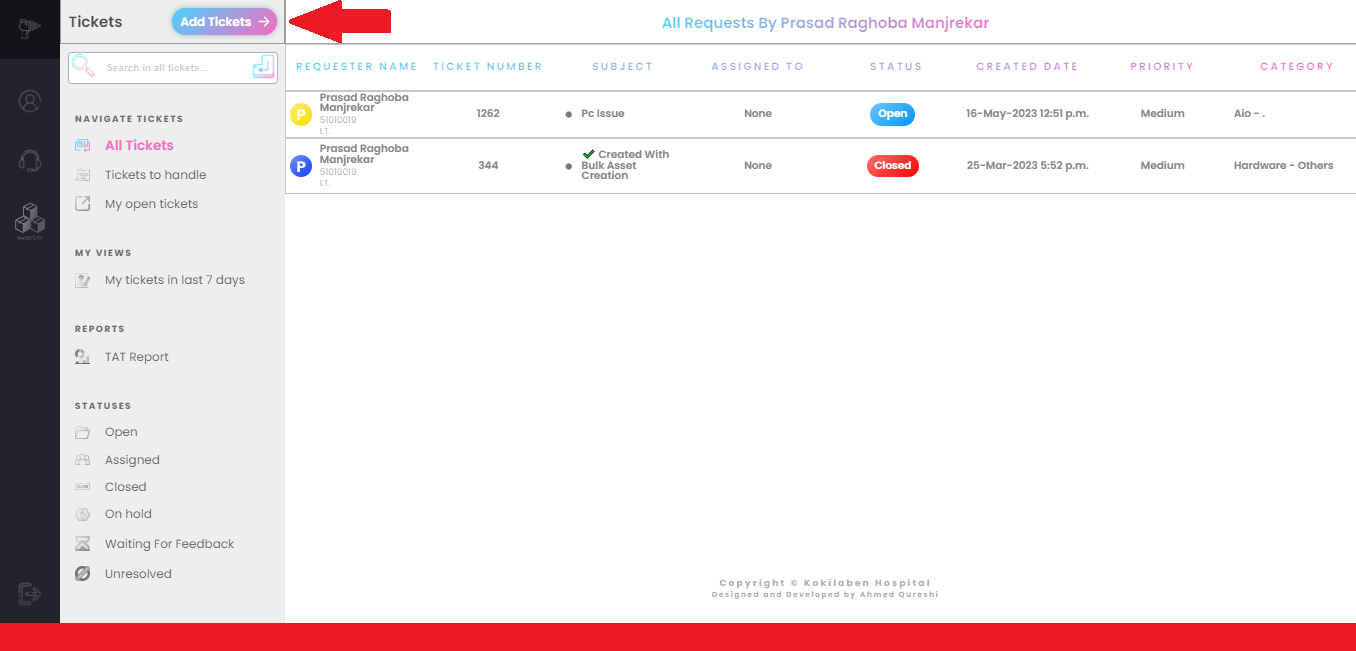 Tickets
Add Tickets
All Requests By Prasad Raghoba Manjrekar
Search in all tickets...
REQUESTER NAME TICKET NUMBER SUBJECT ASSIGNED TO STATUS CREATED DATE PRIORITY CATEGORY
Prasad Raghoba
Manjrekar
51010019
I.T.
1262 Pc Issue None Open 16-May-2023 12:51 p.m. Medium Aio - .
Prasad Raghoba
Manjrekar
51010019
I.T.
344
Created With
Bulk Asset
Creation
None Closed 25-Mar-2023 5:52 p.m. Medium Hardware - Others
NAVIGATE TICKETS
All Tickets
Tickets to handle
My open tickets
MY VIEWS
My tickets in last 7 days
REPORTS
TAT Report
STATUSES
Open
Assigned
Closed
On hold
Waiting For Feedback
Unresolved
P
P
Copyright © Kokilaben Hospital
Designed and Developed by Ahmed Qureshi